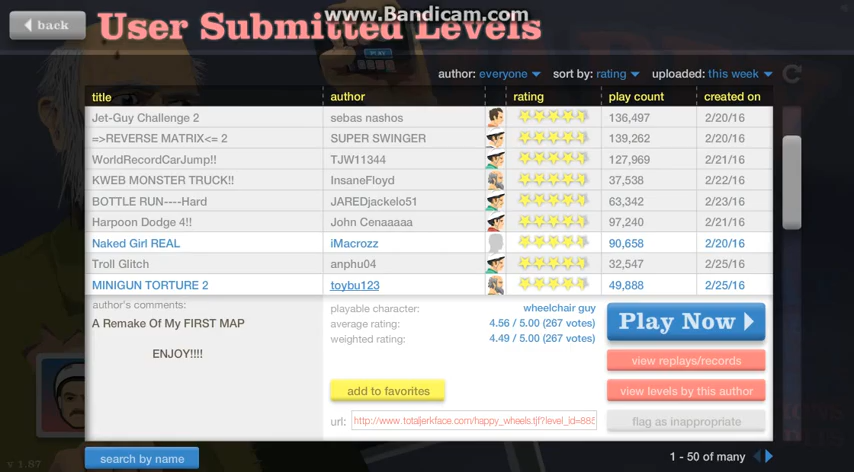 www.Bandicam.com
back
User Submitted Levels
author: everyone sort by: rating uploaded: this week
title author rating play count created on
Jet-Guy Challenge 2 sebas nashos 136,497 2/20/16
=>REVERSE MATRIX<= 2 SUPER SWINGER 139,262 2/20/16
WorldRecordCarJump!! TJW11344 127,969 2/21/16
KWEB MONSTER TRUCK!! InsaneFloyd 37,538 2/22/16
BOTTLE RUN----Hard JAREDjackelo51 63,342 2/23/16
Harpoon Dodge 4!! John Cenaaaaa 97,240 2/21/16
Naked Girl REAL iMacrozz 90,658 2/20/16
Troll Glitch anphu04 32,547 2/25/16
MINIGUN TORTURE 2 toybu123 49,888 2/25/16
author's comments:
A Remake Of My FIRST MAP
ENJOY!!!!
playable character: wheelchair guy
average rating: 4.56 / 5.00 (267 votes)
weighted rating: 4.49 / 5.00 (267 votes)
add to favorites
url: http://www.totaljerkface.com/happy_wheels.tjf?level_id=885
Play Now
view replays/records
view levels by this author
flag as inappropriate
search by name
1 - 50 of many
v 1.87